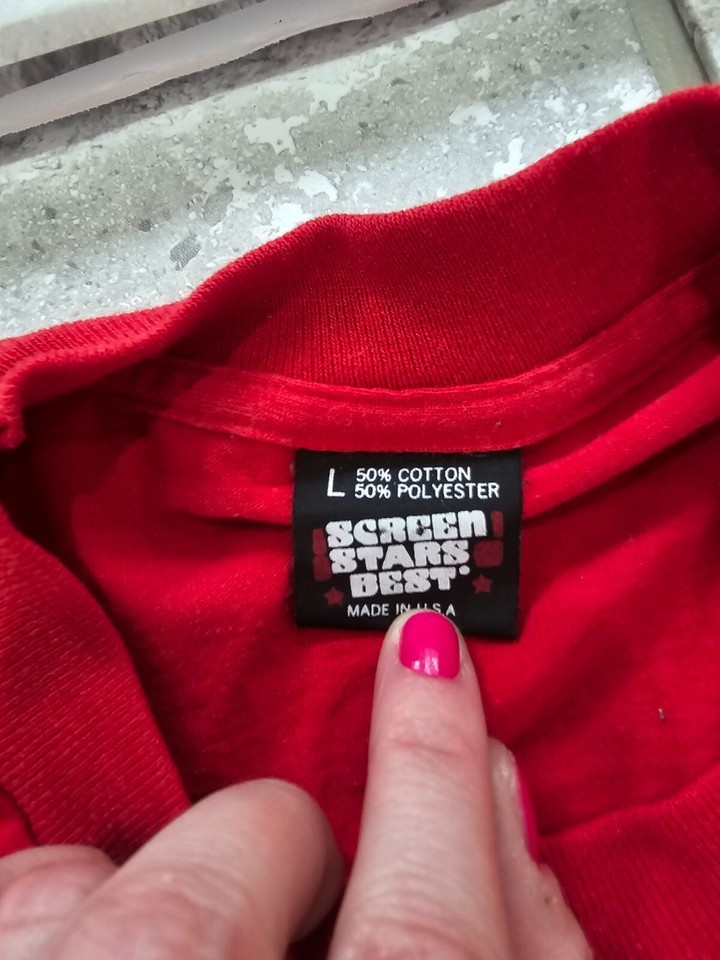 L 50% COTTON
50% POLYESTER
SCREEN
STARS
BEST
MADE IN U.S.A